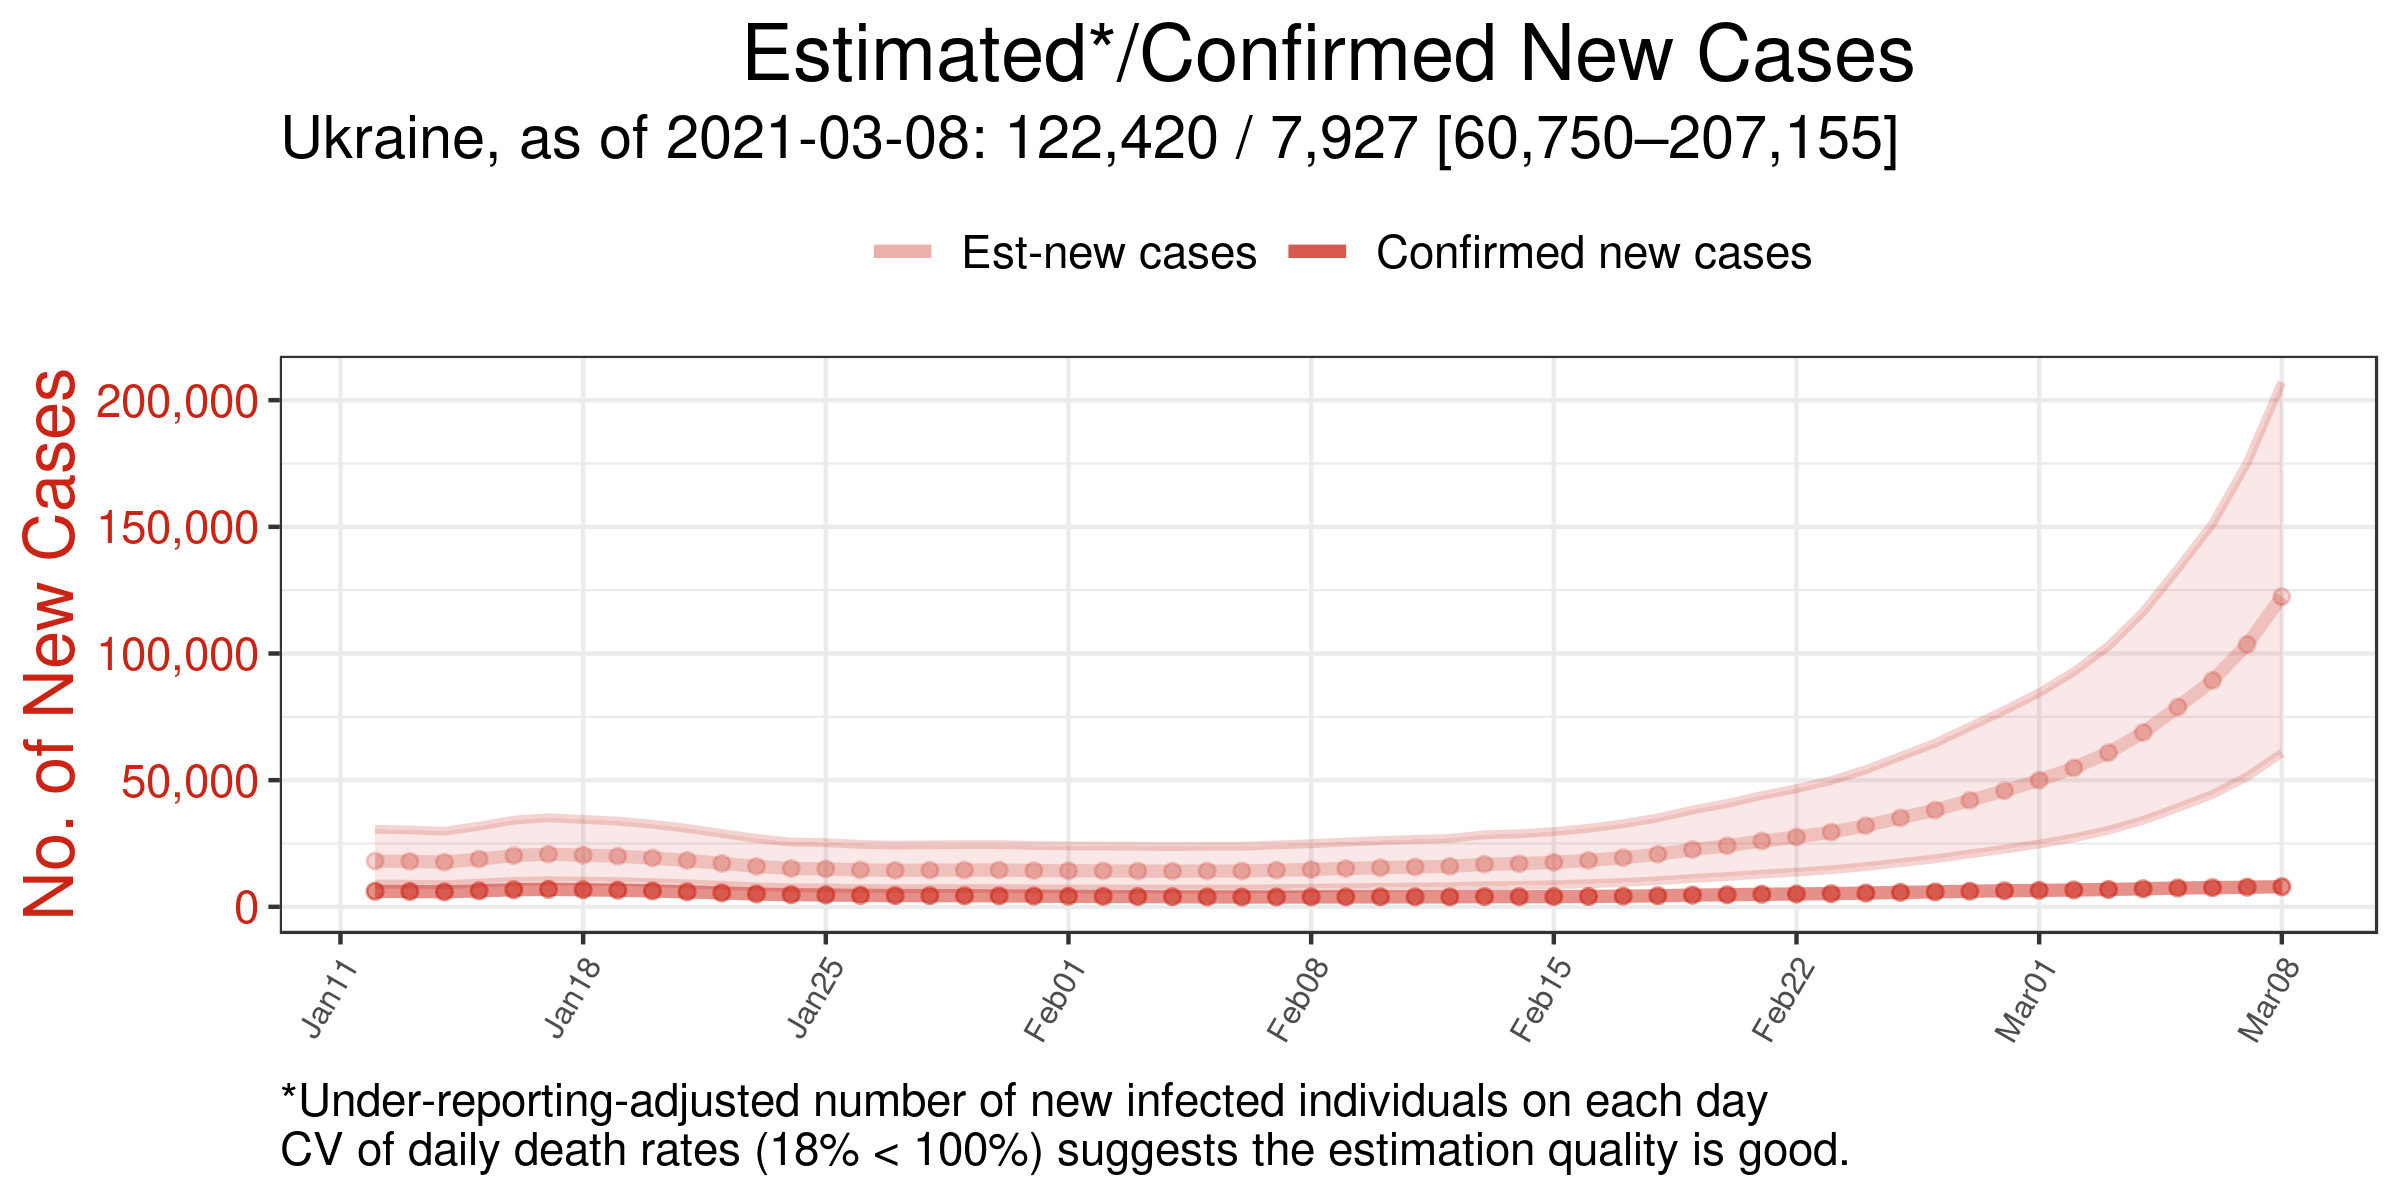 Estimated*/Confirmed New Cases
Ukraine, as of 2021-03-08: 122,420 / 7,927 [60,750–207,155]
Est-new cases
Confirmed new cases
No. of New Cases
200,000
150,000
100,000
50,000
0
Jan11
Jan18
Jan25
Feb01
Feb08
Feb15
Feb22
Mar01
Mar08
*Under-reporting-adjusted number of new infected individuals on each day
CV of daily death rates (18% < 100%) suggests the estimation quality is good.